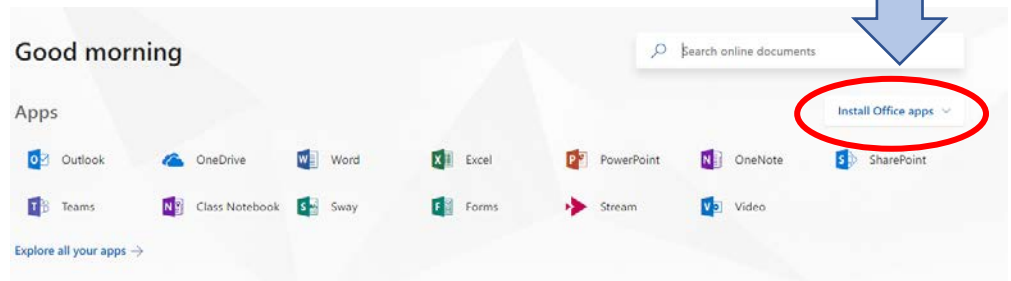 Good morning
Search online documents
Apps
Install Office apps
Outlook OneDrive Word Excel PowerPoint OneNote SharePoint
Teams Class Notebook Sway Forms Stream Video
Explore all your apps →